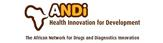 ANDi
Health Innovation for Development
The African Network for Drugs and Diagnostics Innovation